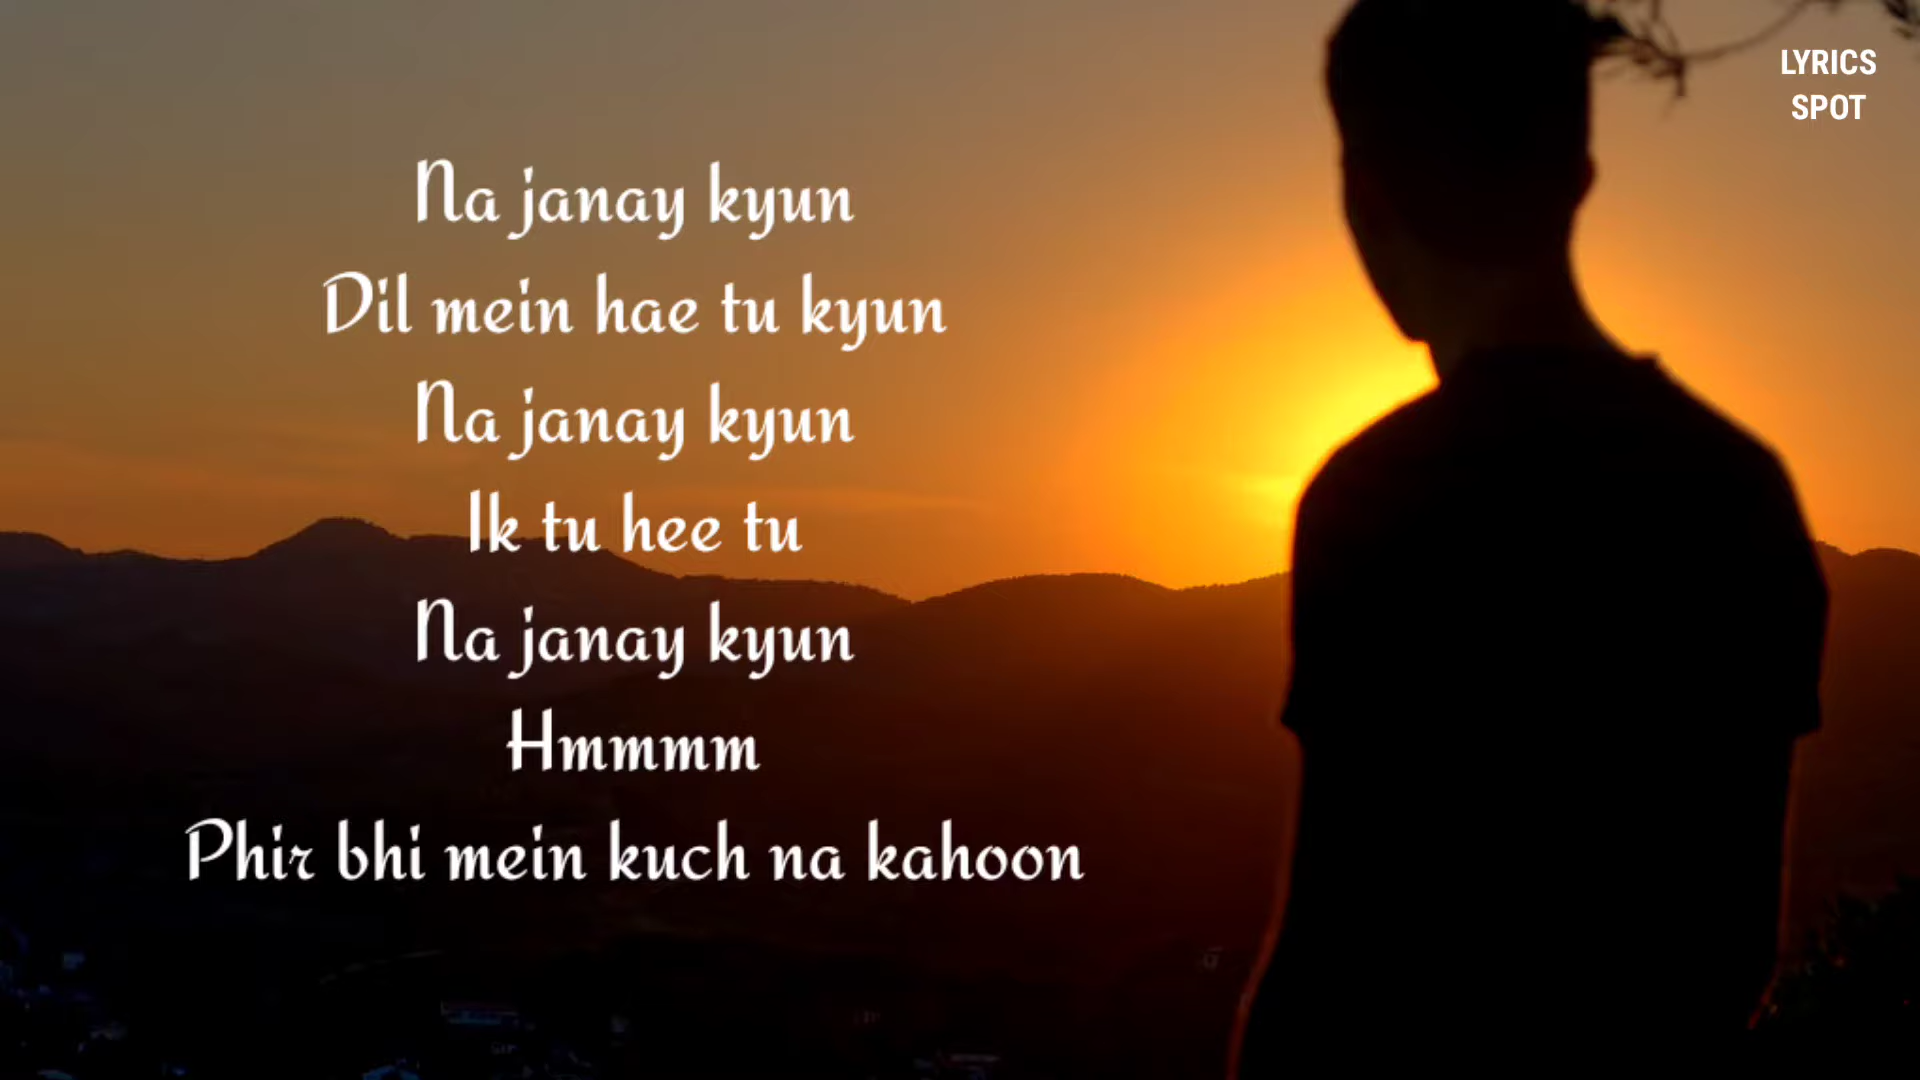 LYRICS
SPOT
Na janay kyun
Dil mein hae tu kyun
Na janay kyun
Ik tu hee tu
Na janay kyun
Hmmmm
Phir bhi mein kuch na kahoon